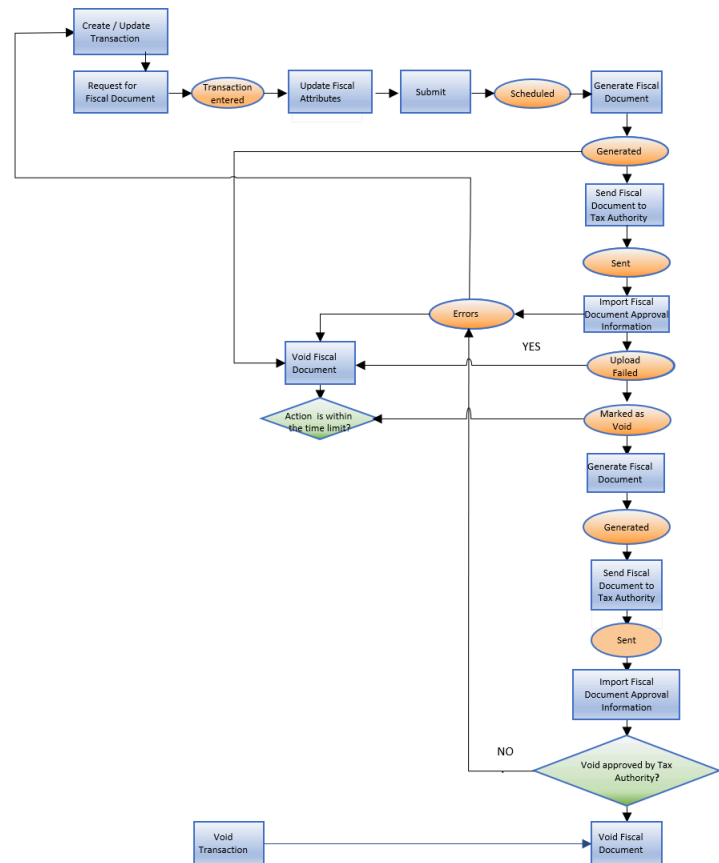 Create / Update
Transaction
Request for
Fiscal Document
Transaction
entered
Update Fiscal
Attributes
Submit
Scheduled
Generate Fiscal
Document
Generated
Send Fiscal
Document to
Tax Authority
Sent
Import Fiscal
Document Approval
Information
Errors
YES
Void Fiscal
Document
Upload
Failed
Action is within
the time limit?
Marked as
Void
Generate Fiscal
Document
Generated
Send Fiscal
Document to
Tax Authority
Sent
Import Fiscal
Document Approval
Information
NO
Void approved by Tax
Authority?
Void
Transaction
Void Fiscal
Document